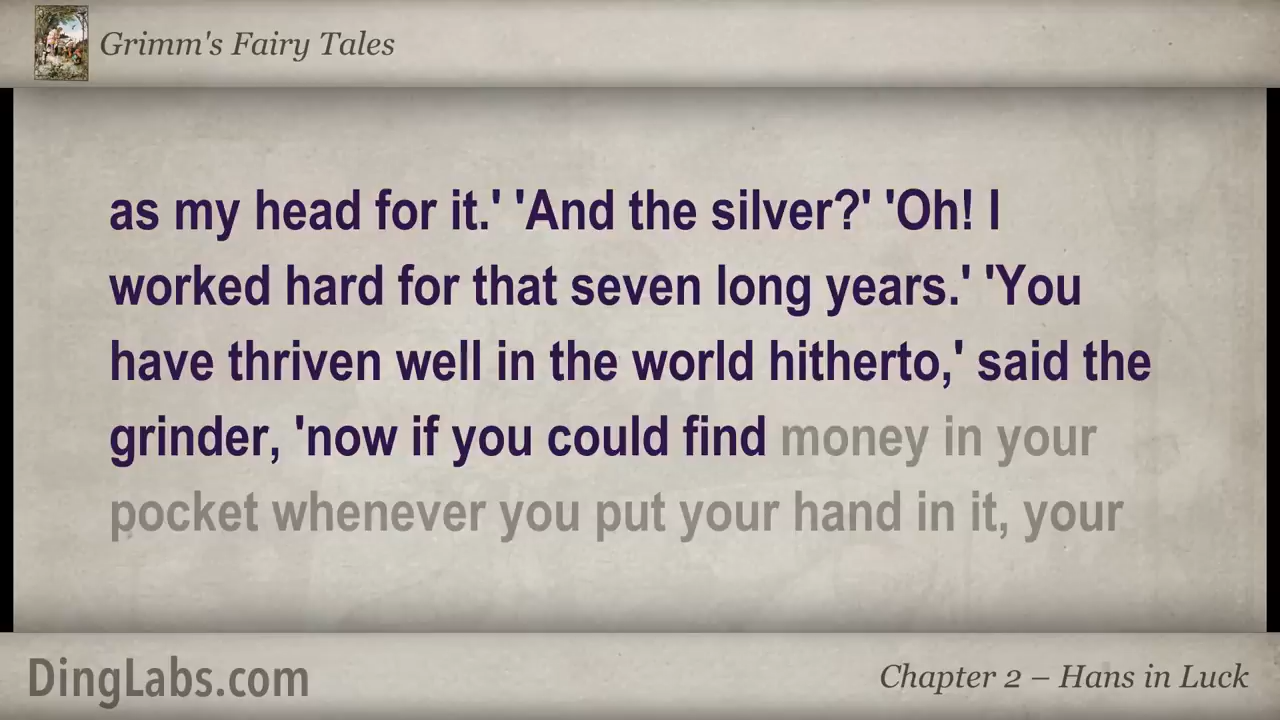 Grimm's Fairy Tales
as my head for it.' 'And the silver?' 'Oh! I
worked hard for that seven long years.' 'You
have thriven well in the world hitherto,' said the
grinder, 'now if you could find money in your
pocket whenever you put your hand in it, your
DingLabs.com
Chapter 2 – Hans in Luck